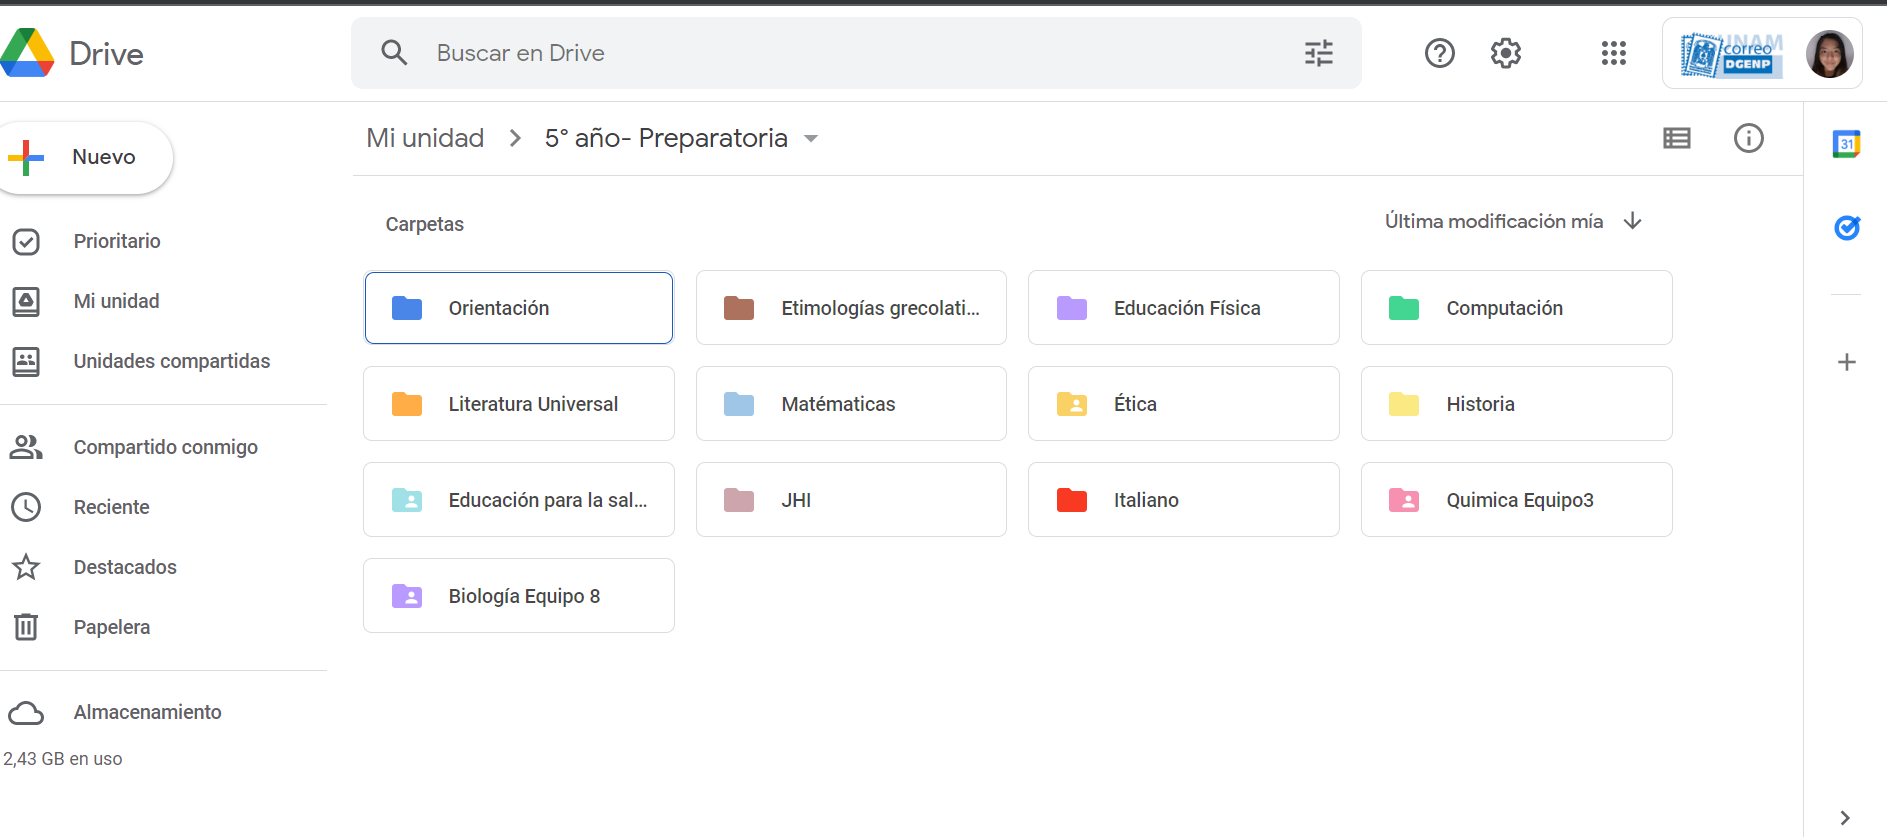 Drive
Buscar en Drive
UNAM
correo
DGENP
Nuevo
Mi unidad
5° año- Preparatoria
31
Prioritario
Mi unidad
Unidades compartidas
Compartido conmigo
Reciente
Destacados
Papelera
Almacenamiento
2,43 GB en uso
Carpetas
Última modificación mía
Orientación
Etimologías grecolati...
Educación Física
Computación
Literatura Universal
Matématicas
Ética
Historia
Educación para la sal...
JHI
Italiano
Quimica Equipo3
Biología Equipo 8